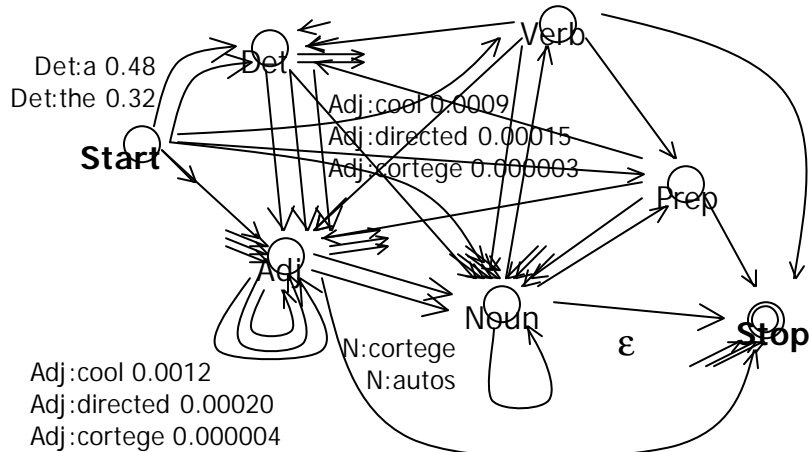 Verb
Det
Det:a 0.48
Det:the 0.32
Adj:cool 0.0009
Adj:directed 0.00015
Adj:cortege 0.000003
Start
Prep
Adj
Noun
Stop
N:cortege
N:autos
ε
Adj:cool 0.0012
Adj:directed 0.00020
Adj:cortege 0.000004